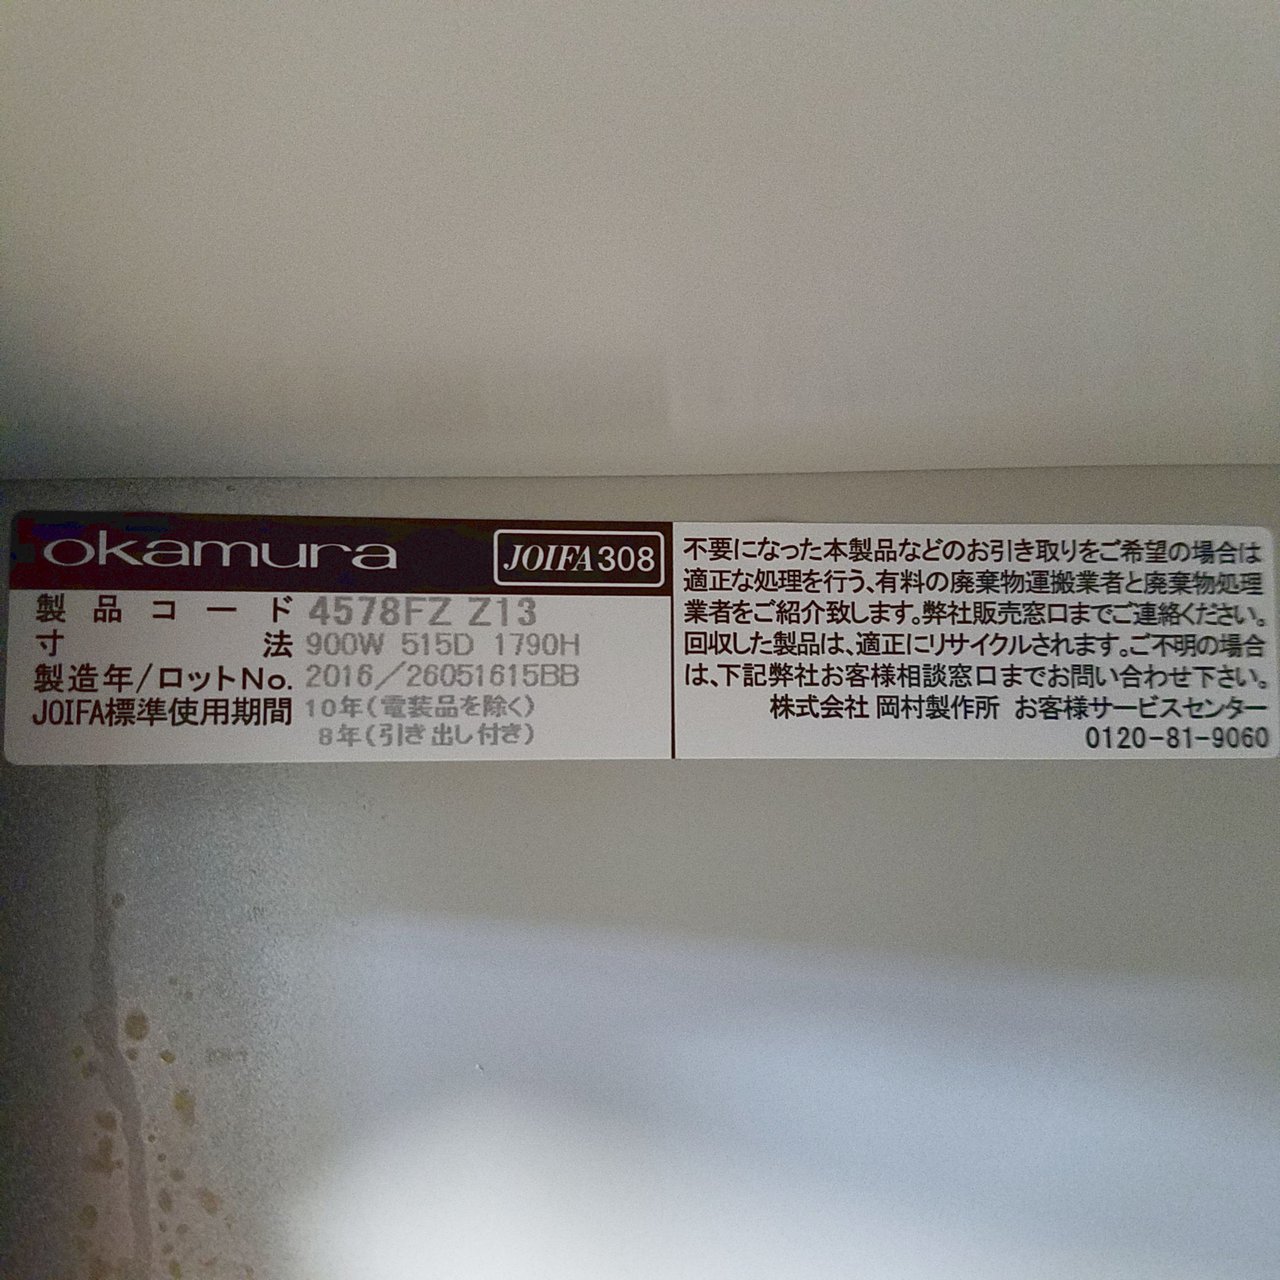 okamura
JOIFA308
製品コード 4578FZ Z13
寸法 900W 515D 1790H
製造年/ロットNo. 2016／26051615BB
JOIFA標準使用期間 10年(電装品を除く)
8年(引き出し付き)
不要になった本製品などのお引き取りをご希望の場合は
適正な処理を行う、有料の廃棄物運搬業者と廃棄物処理
業者をご紹介致します。弊社販売窓口までご連絡ください。
回収した製品は、適正にリサイクルされます。ご不明の場合
は、下記弊社お客様相談窓口までお問い合わせ下さい。
株式会社 岡村製作所 お客様サービスセンター
0120-81-9060